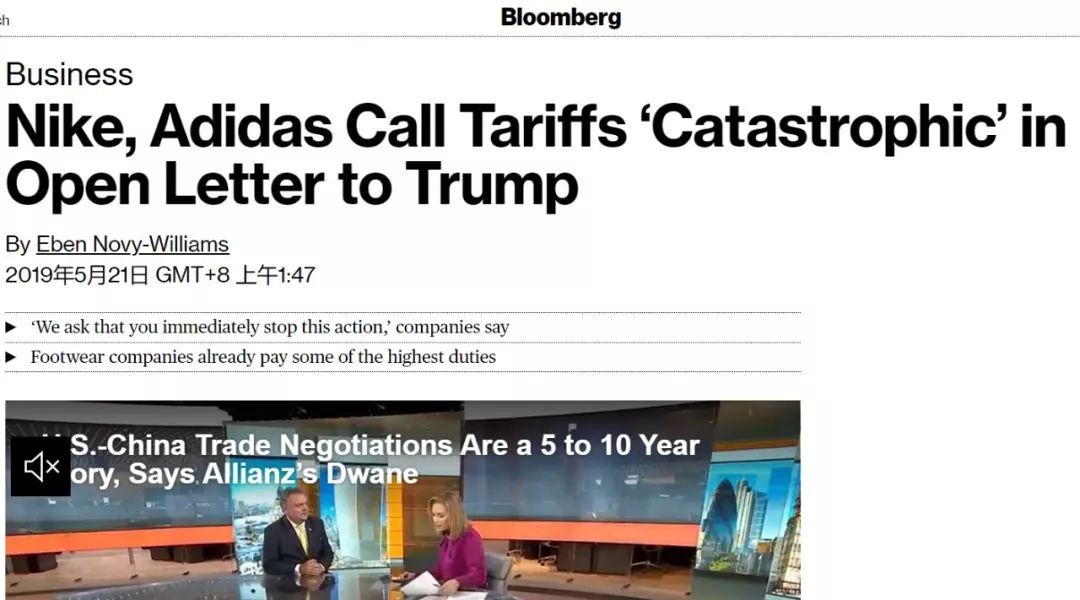 Bloomberg
Business
Nike, Adidas Call Tariffs ‘Catastrophic’ in
Open Letter to Trump
By Eben Novy-Williams
2019年5月21日 GMT+8 上午1:47
‘We ask that you immediately stop this action,’ companies say
Footwear companies already pay some of the highest duties
S.-China Trade Negotiations Are a 5 to 10 Year
ory, Says Allianz’s Dwane